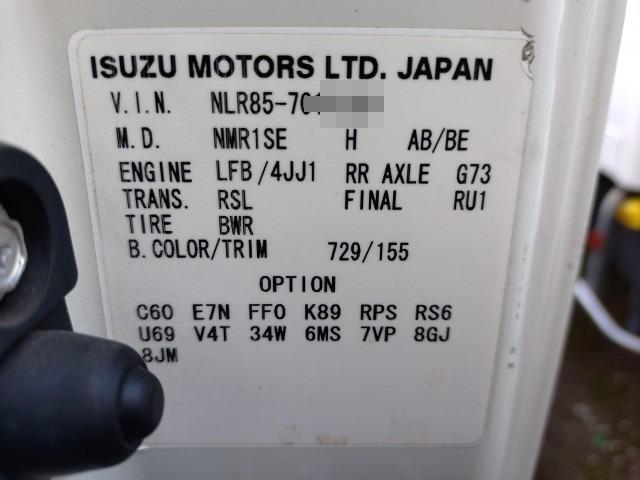 ISUZU MOTORS LTD. JAPAN
V.I.N. NLR85-70
M.D. NMR1SE H AB/BE
ENGINE LFB/4JJ1 RR AXLE G73
TRANS. RSL FINAL RU1
TIRE BWR
B.COLOR/TRIM 729/155
OPTION
C60 E7N FF0 K89 RPS RS6
U69 V4T 34W 6MS 7VP 8GJ
8JM